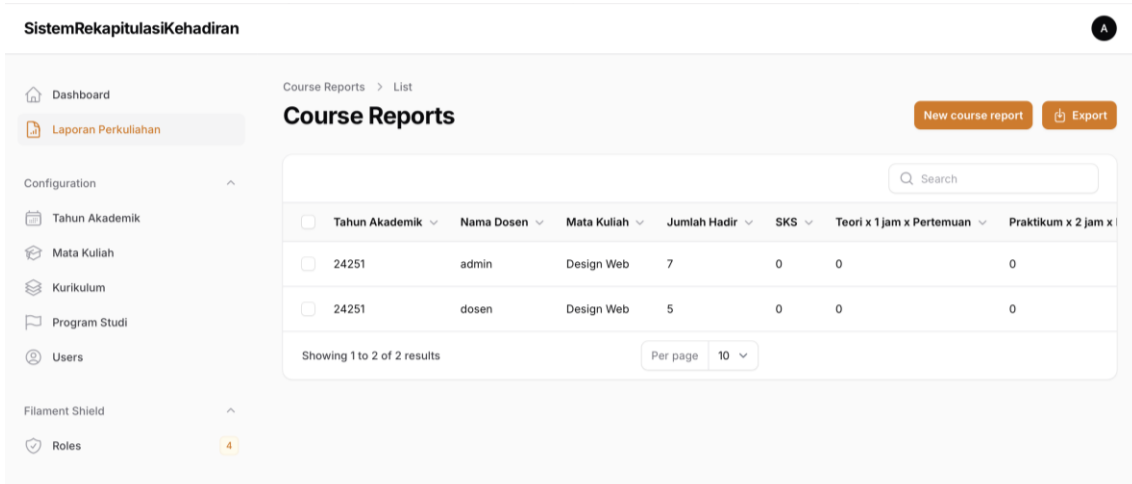 SistemRekapitulasiKehadiran
A
Dashboard
Laporan Perkuliahan
Configuration
Tahun Akademik
Mata Kuliah
Kurikulum
Program Studi
Users
Filament Shield
Roles 4
Course Reports > List
Course Reports
New course report Export
Search
Tahun Akademik Nama Dosen Mata Kuliah Jumlah Hadir SKS Teori x 1 jam x Pertemuan Praktikum x 2 jam x
24251 admin Design Web 7 0 0 0
24251 dosen Design Web 5 0 0 0
Showing 1 to 2 of 2 results Per page 10